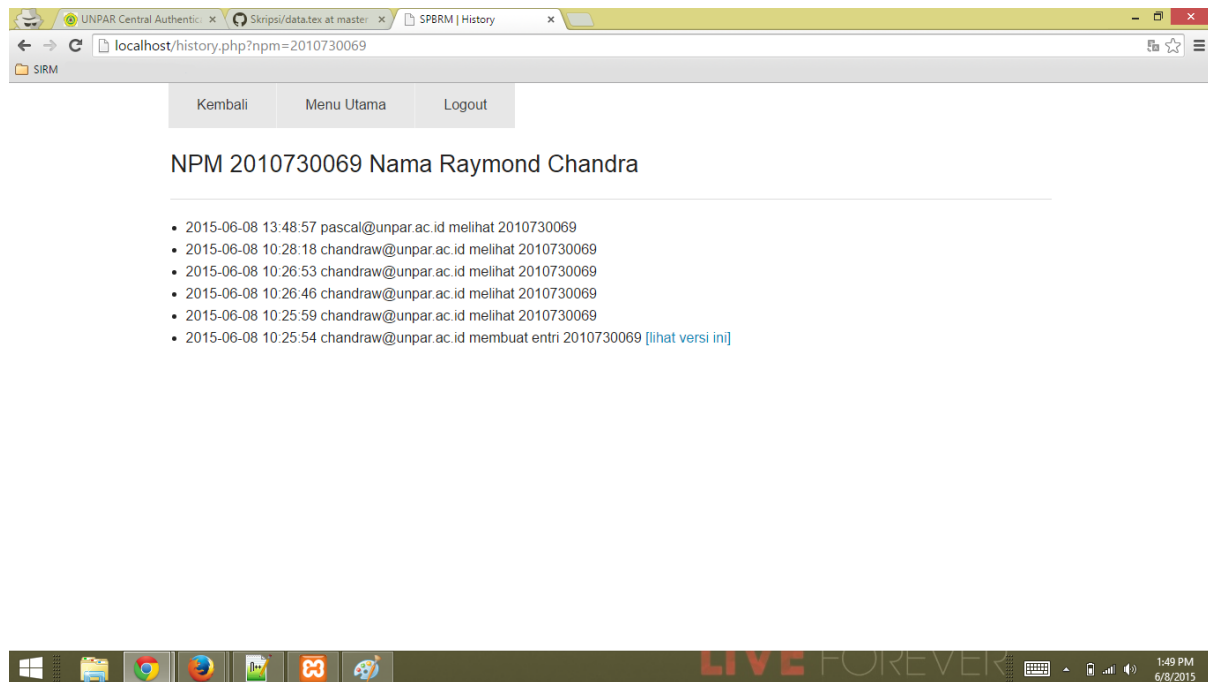 UNPAR Central Authentic
Skripsi/data.tex at master
SPBRM | History
localhost/history.php?npm=2010730069
SIRM
Kembali Menu Utama Logout
NPM 2010730069 Nama Raymond Chandra
• 2015-06-08 13:48:57 pascal@unpar.ac.id melihat 2010730069
• 2015-06-08 10:28:18 chandraw@unpar.ac.id melihat 2010730069
• 2015-06-08 10:26:53 chandraw@unpar.ac.id melihat 2010730069
• 2015-06-08 10:26:46 chandraw@unpar.ac.id melihat 2010730069
• 2015-06-08 10:25:59 chandraw@unpar.ac.id melihat 2010730069
• 2015-06-08 10:25:54 chandraw@unpar.ac.id membuat entri 2010730069 [lihat versi ini]
LIVE FOREVER
1:49 PM
6/8/2015